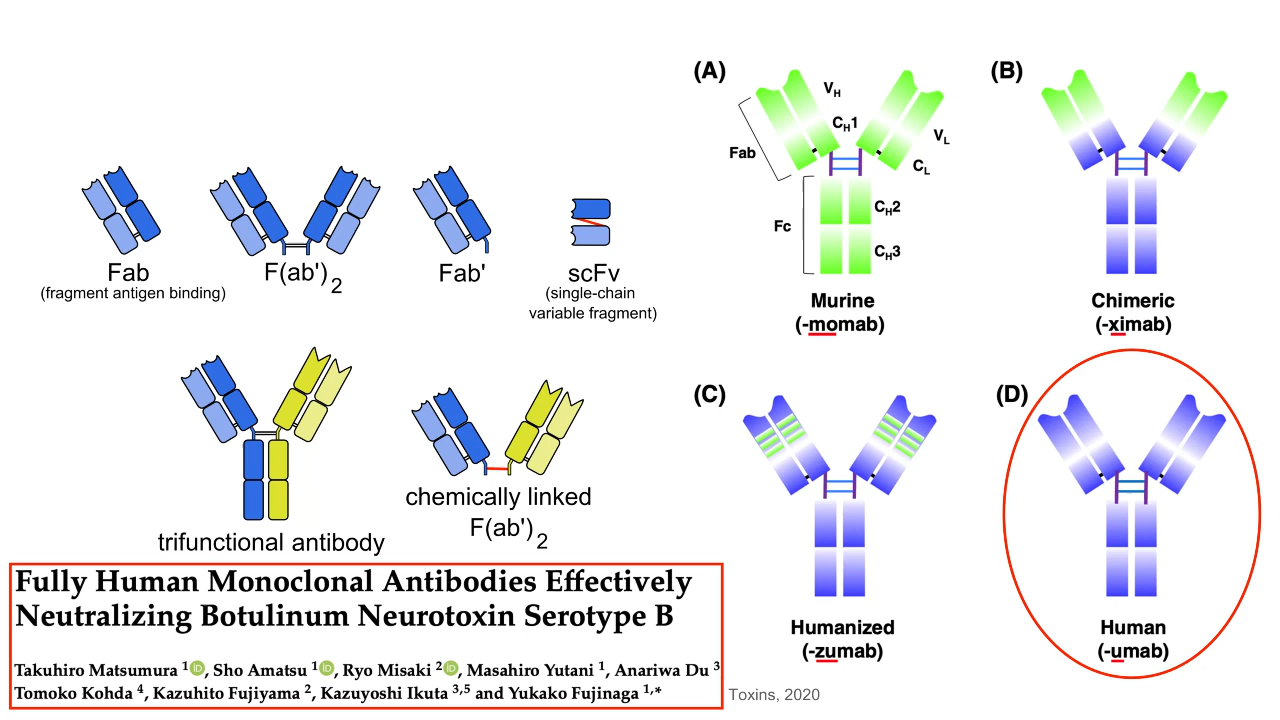 Fab
(fragment antigen binding)
F(ab')2
Fab'
scFv
(single-chain
variable fragment)
trifunctional antibody
chemically linked
F(ab')2
Fully Human Monoclonal Antibodies Effectively
Neutralizing Botulinum Neurotoxin Serotype B
Takuhiro Matsumura 1 iD, Sho Amatsu 1 iD, Ryo Misaki 2 iD, Masahiro Yutani 1, Anariwa Du 3
Tomoko Kohda 4, Kazuhito Fujiyama 2, Kazuyoshi Ikuta 3,5 and Yukako Fujinaga 1,*
Toxins, 2020
(A)
VH
CH1
VL
Fab
CL
CH2
Fc
CH3
Murine
(-momab)
(B)
Chimeric
(-ximab)
(C)
Humanized
(-zumab)
(D)
Human
(-umab)